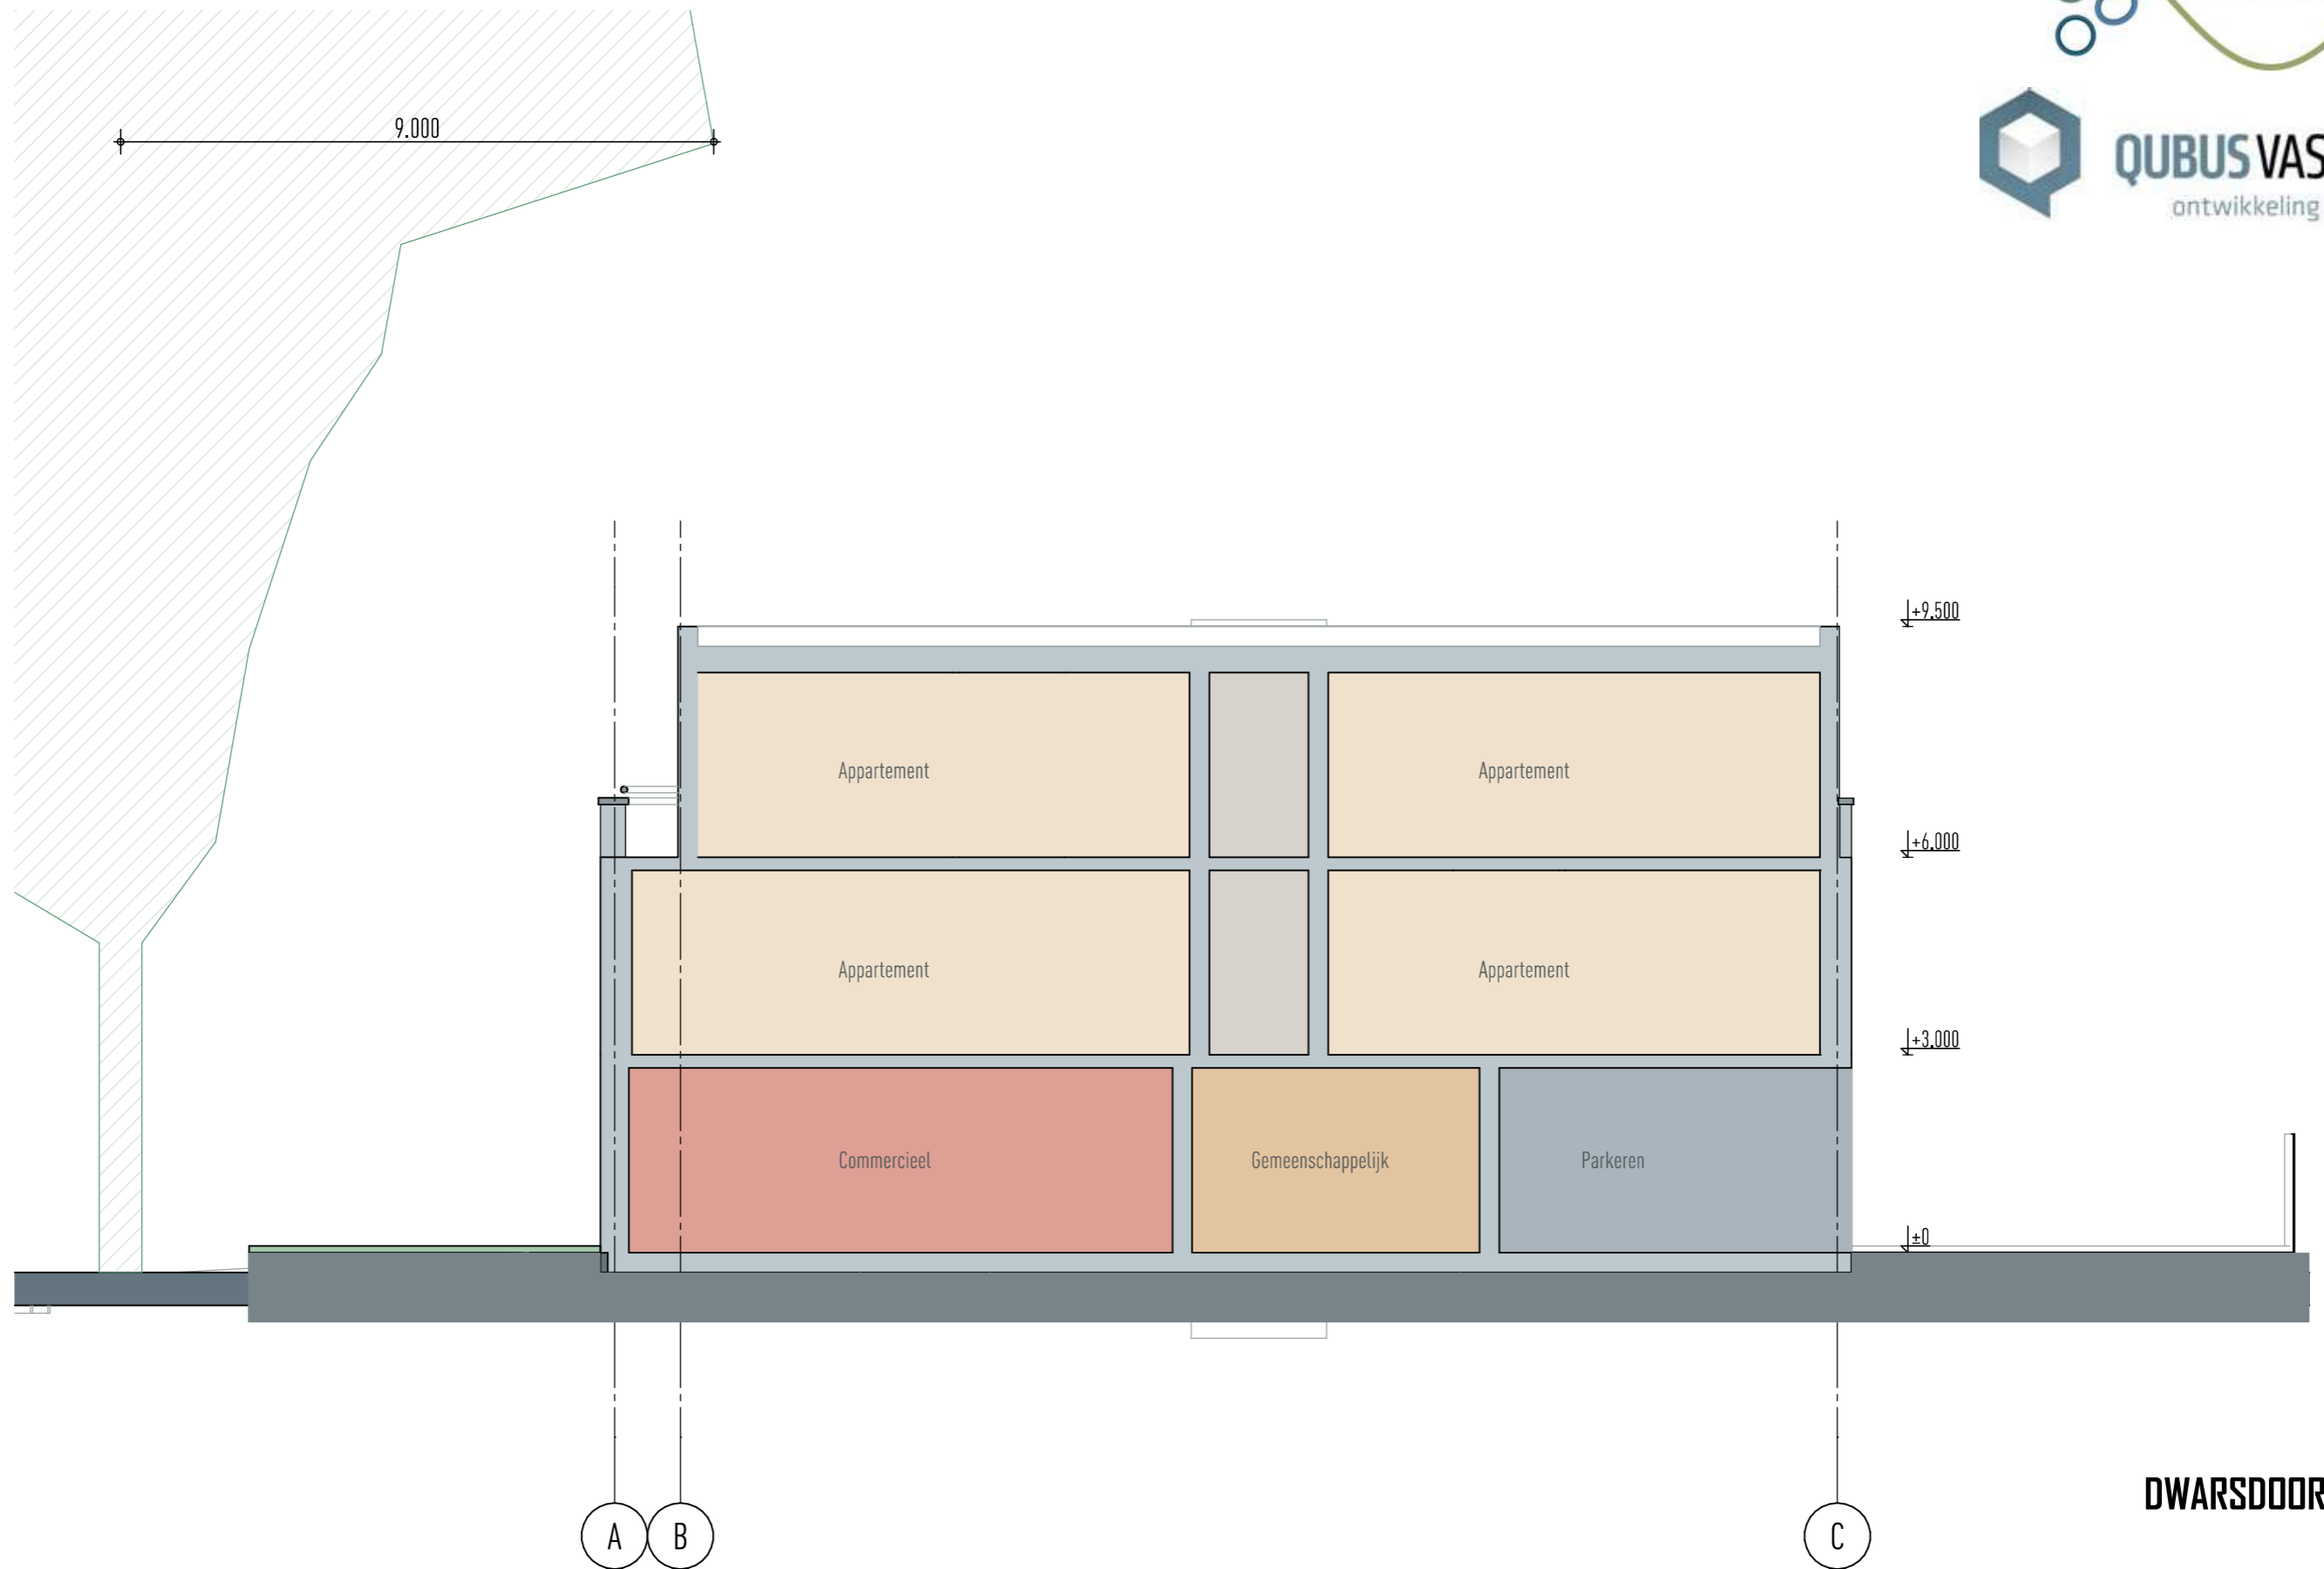 9.000
QUBUS VAS
ontwikkeling
+9.500
Appartement Appartement
+6.000
Appartement Appartement
+3.000
Commercieel Gemeenschappelijk Parkeren
±0
DWARSDOOR
A B C